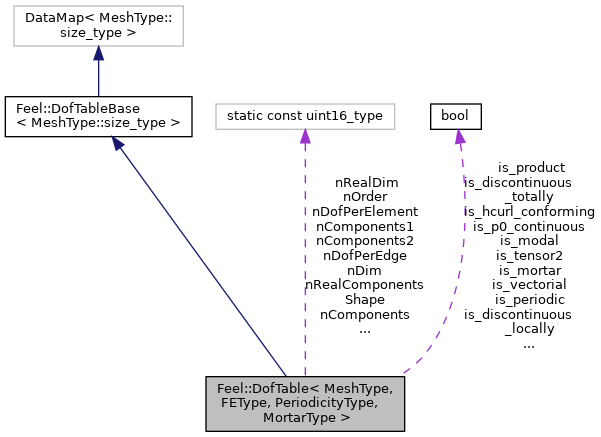 DataMap< MeshType::
size_type >
Feel::DofTableBase
< MeshType::size_type >
static const uint16_type
bool
nRealDim
nOrder
nDofPerElement
nComponents1
nComponents2
nDofPerEdge
nDim
nRealComponents
Shape
nComponents
...
is_product
is_discontinuous
_totally
is_hcurl_conforming
is_p0_continuous
is_modal
is_tensor2
is_mortar
is_vectorial
is_periodic
is_discontinuous
_locally
...
Feel::DofTable< MeshType,
FEType, PeriodicityType,
MortarType >